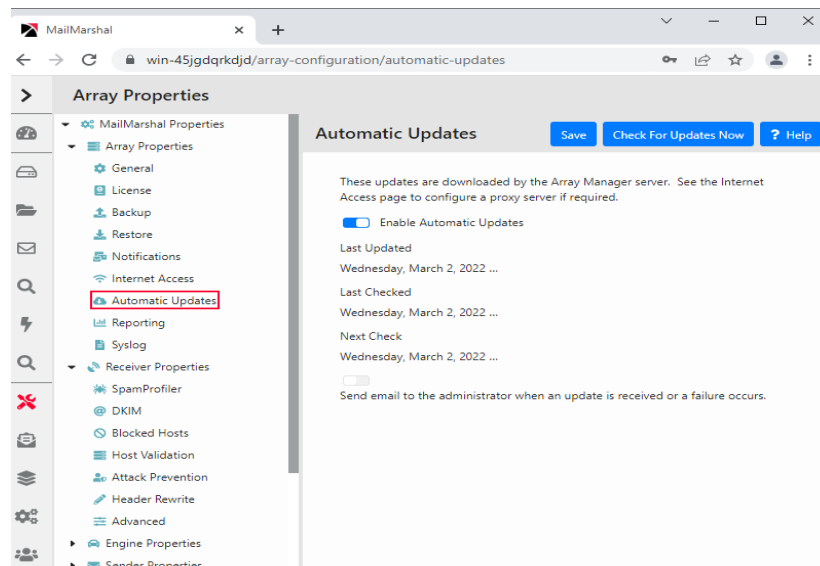 MailMarshal
win-45jgdqrkdjd/array-configuration/automatic-updates
Array Properties
MailMarshal Properties
Array Properties
General
License
Backup
Restore
Notifications
Internet Access
Automatic Updates
Reporting
Syslog
Receiver Properties
SpamProfiler
DKIM
Blocked Hosts
Host Validation
Attack Prevention
Header Rewrite
Advanced
Engine Properties
Sender Properties
Automatic Updates
Save
Check For Updates Now
? Help
These updates are downloaded by the Array Manager server. See the Internet
Access page to configure a proxy server if required.
Enable Automatic Updates
Last Updated
Wednesday, March 2, 2022 ...
Last Checked
Wednesday, March 2, 2022 ...
Next Check
Wednesday, March 2, 2022 ...
Send email to the administrator when an update is received or a failure occurs.